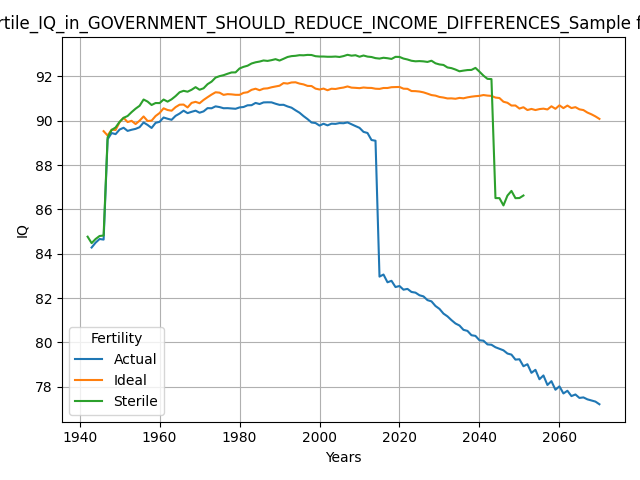 rtile_IQ_in_GOVERNMENT_SHOULD_REDUCE_INCOME_DIFFERENCES_Sample f
92
90
88
86
84
82
80
78
IQ
Fertility
Actual
Ideal
Sterile
1940
1960
1980
2000
2020
2040
2060
Years